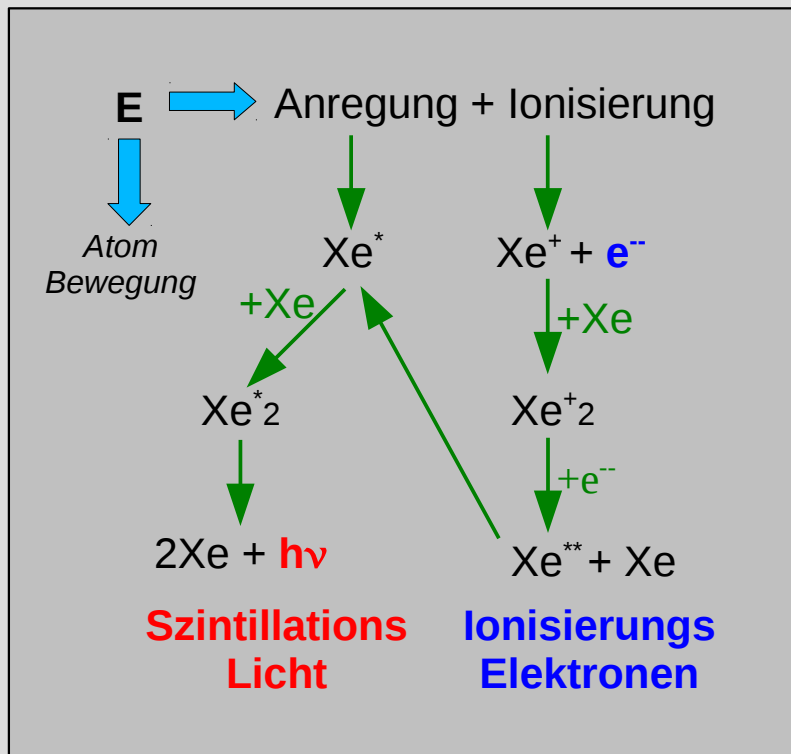 E Anregung + Ionisierung
Atom
Bewegung
Xe* Xe⁺ + e⁻⁻
+Xe +Xe
Xe*2 Xe⁺2
+e⁻⁻
2Xe + hν Xe** + Xe
Szintillations Ionisierungs
Licht Elektronen